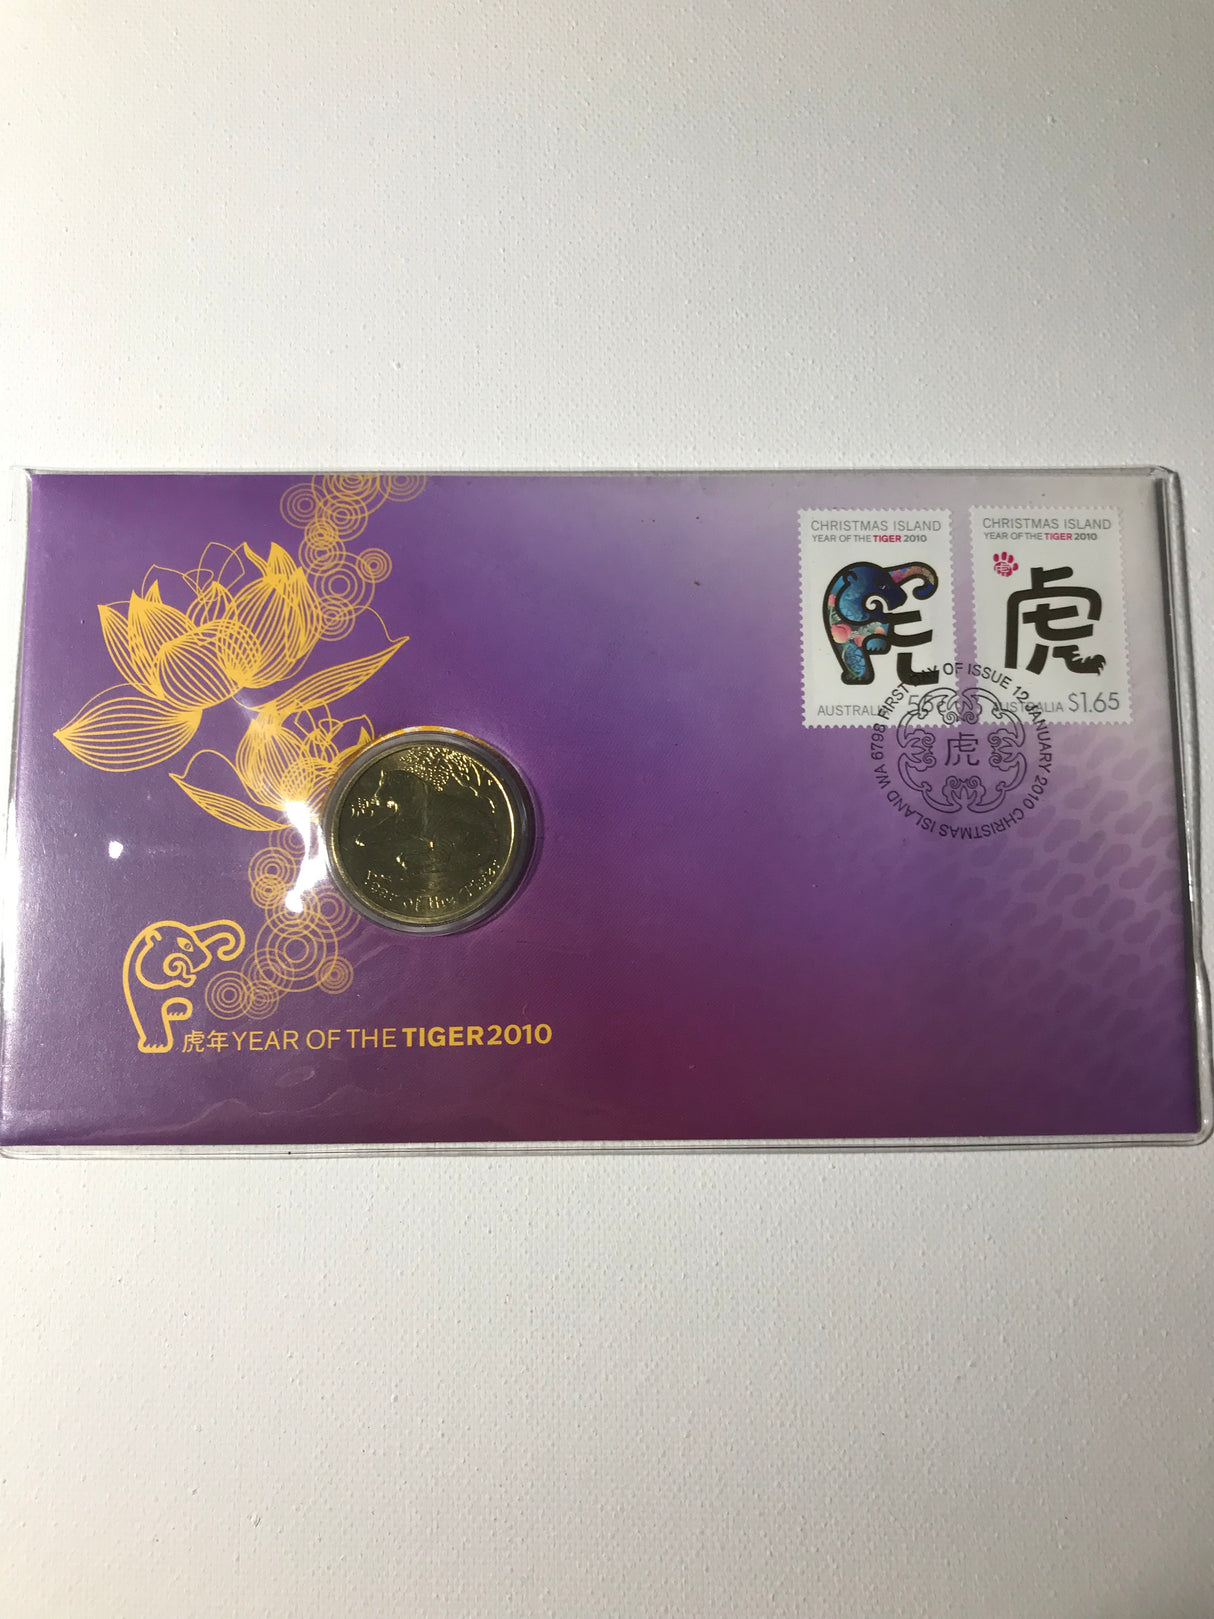 CHRISTMAS ISLAND
YEAR OF THE TIGER 2010
AUSTRALIA 55c
CHRISTMAS ISLAND
YEAR OF THE TIGER 2010
虎
AUSTRALIA $1.65
FIRST DAY OF ISSUE 12 JANUARY 2010 CHRISTMAS ISLAND WA 6798
虎
Year of the Tiger
虎年 YEAR OF THE TIGER 2010